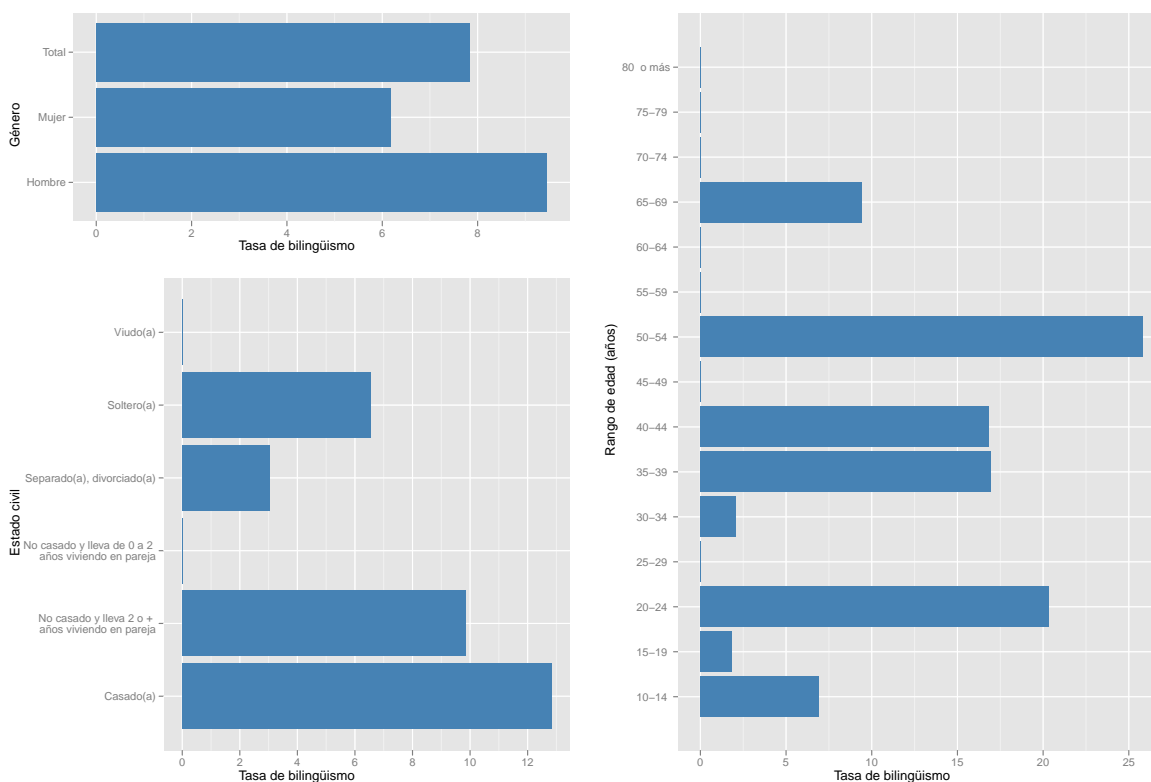 Género
Total
Mujer
Hombre
0 2 4 6 8
Tasa de bilingüismo
Estado civil
Viudo(a)
Soltero(a)
Separado(a), divorciado(a)
No casado y lleva de 0 a 2
años viviendo en pareja
No casado y lleva 2 o +
años viviendo en pareja
Casado(a)
0 2 4 6 8 10 12
Tasa de bilingüismo
Rango de edad (años)
80 o más
75−79
70−74
65−69
60−64
55−59
50−54
45−49
40−44
35−39
30−34
25−29
20−24
15−19
10−14
0 5 10 15 20 25
Tasa de bilingüismo